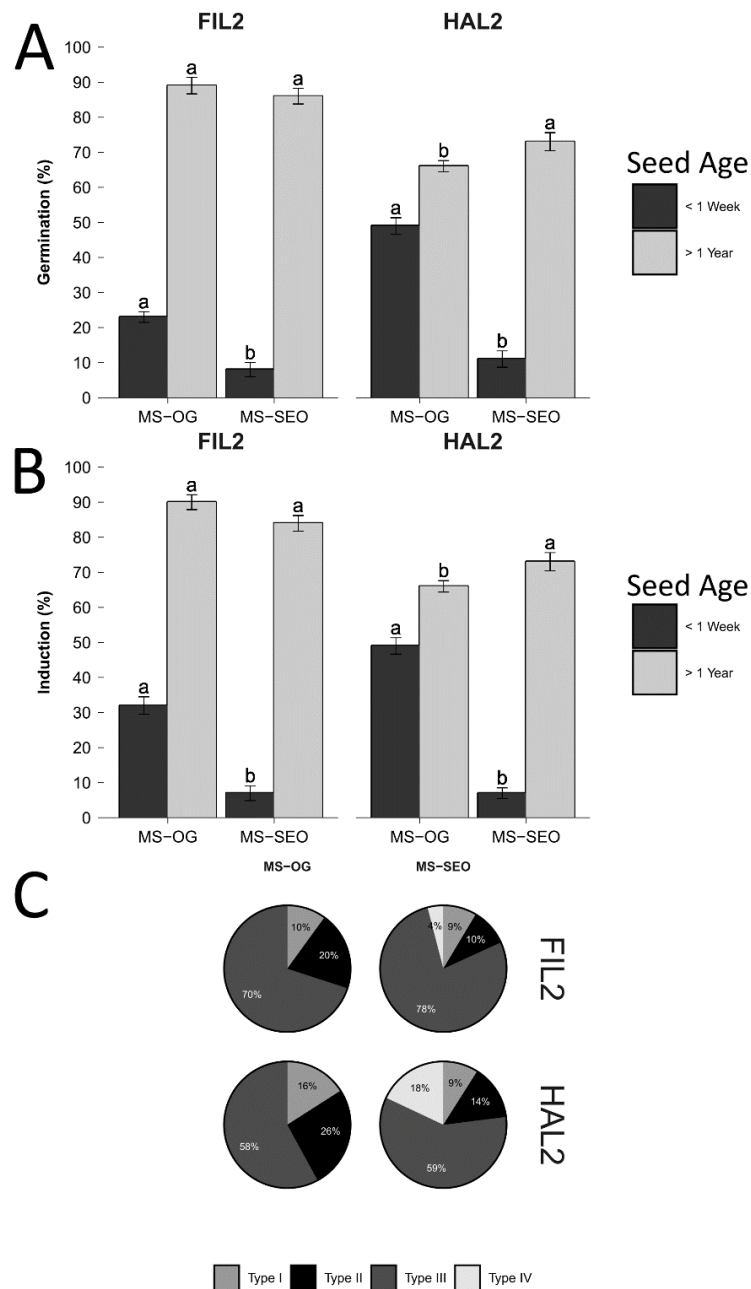 A
FIL2
HAL2
100
90
80
70
60
50
40
30
20
10
0
Germination (%)
a
a
b
a
a
b
b
a
MS-OG
MS-SEO
MS-OG
MS-SEO
Seed Age
< 1 Week
> 1 Year
B
FIL2
HAL2
100
90
80
70
60
50
40
30
20
10
0
Induction (%)
a
a
b
a
a
b
b
a
MS-OG
MS-SEO
MS-OG
MS-SEO
Seed Age
< 1 Week
> 1 Year
C
MS-OG
MS-SEO
10%
20%
70%
4%
9%
10%
78%
FIL2
16%
26%
58%
18%
9%
14%
59%
HAL2
Type I
Type II
Type III
Type IV